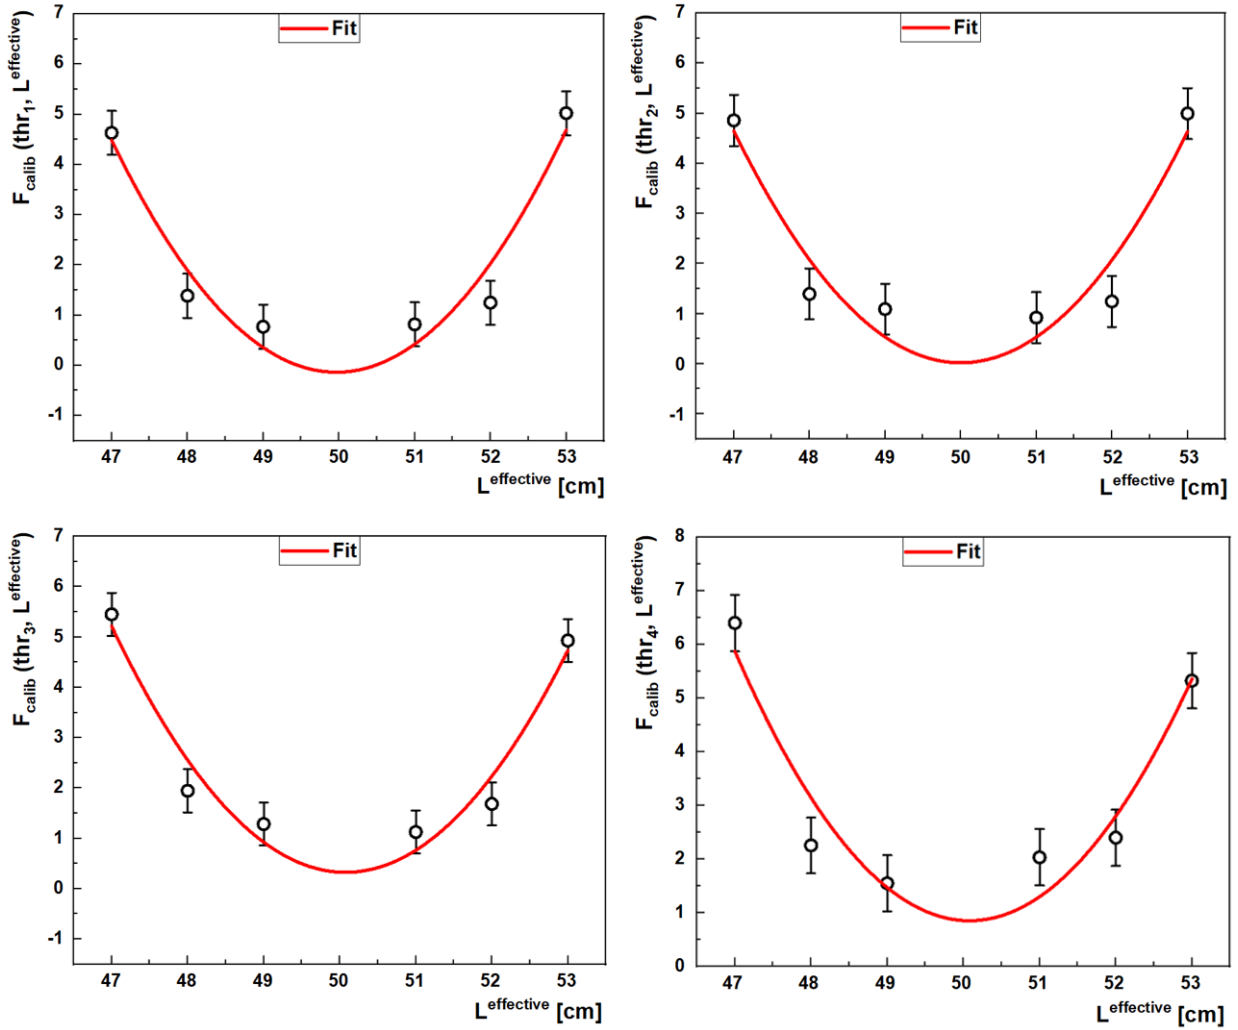 Fit
F_calib (thr_1, L^effective)
7
6
5
4
3
2
1
0
-1
47 48 49 50 51 52 53
L^effective [cm]
Fit
F_calib (thr_2, L^effective)
7
6
5
4
3
2
1
0
-1
47 48 49 50 51 52 53
L^effective [cm]
Fit
F_calib (thr_3, L^effective)
7
6
5
4
3
2
1
0
-1
47 48 49 50 51 52 53
L^effective [cm]
Fit
F_calib (thr_4, L^effective)
8
7
6
5
4
3
2
1
0
47 48 49 50 51 52 53
L^effective [cm]